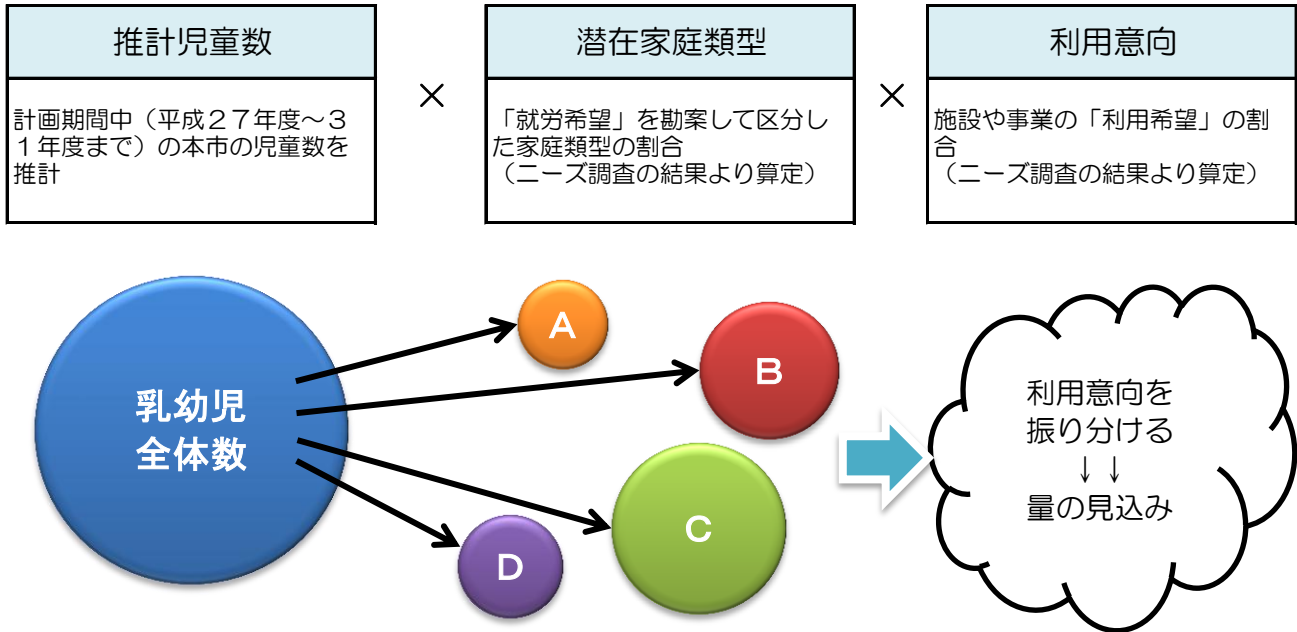 推計児童数
計画期間中（平成２７年度～３
１年度まで）の本市の児童数を
推計
×
潜在家庭類型
「就労希望」を勘案して区分し
た家庭類型の割合
（ニーズ調査の結果より算定）
×
利用意向
施設や事業の「利用希望」の割
合
（ニーズ調査の結果より算定）
乳幼児
全体数
A
B
C
D
利用意向を
振り分ける
↓ ↓
量の見込み